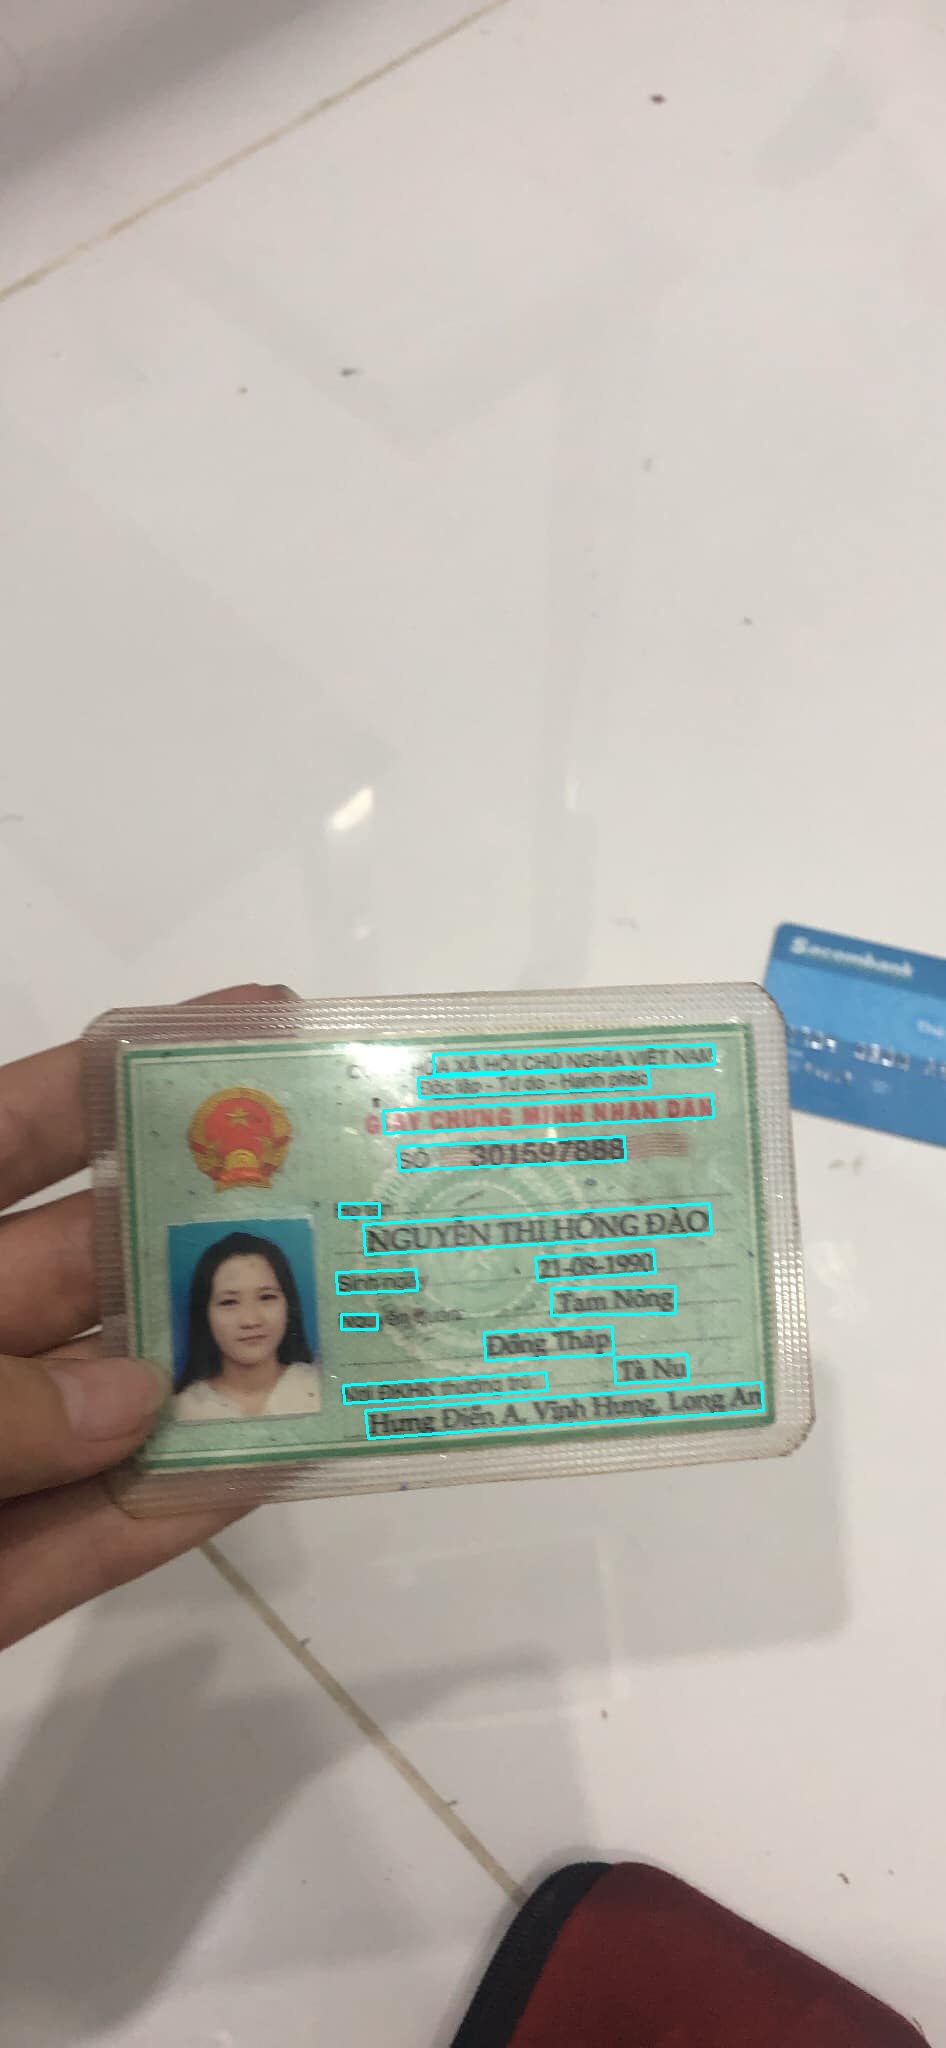 XÃ HỘI CHỦ NGHĨA VIỆT NAM
Độc lập - Tự do - Hạnh phúc
GIẤY CHỨNG MINH NHÂN DÂN
SỐ 301597888
Họ tên
NGUYỄN THỊ HỒNG ĐÀO
Sinh ngày 21-08-1990
Nguyên quán: Tam Nông
Đồng Tháp
Nơi ĐKHK thường trú: Tà Nu
Hưng Điền A, Vĩnh Hưng, Long An
Sacombank